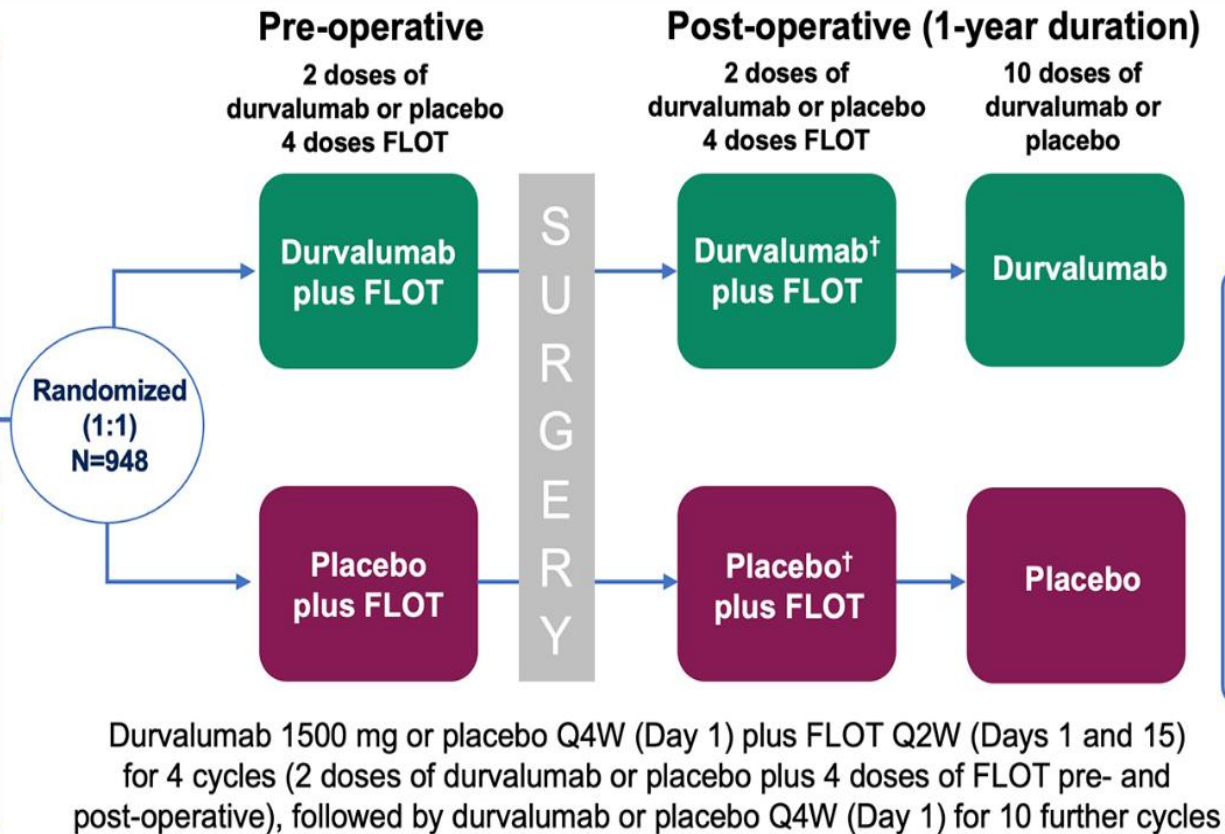 Pre-operative
2 doses of
durvalumab or placebo
4 doses FLOT
Post-operative (1-year duration)
2 doses of
durvalumab or placebo
4 doses FLOT
10 doses of
durvalumab or
placebo
Randomized
(1:1)
N=948
Durvalumab
plus FLOT
SURGERY
Durvalumab†
plus FLOT
Durvalumab
Placebo
plus FLOT
Placebo†
plus FLOT
Placebo
Durvalumab 1500 mg or placebo Q4W (Day 1) plus FLOT Q2W (Days 1 and 15)
for 4 cycles (2 doses of durvalumab or placebo plus 4 doses of FLOT pre- and
post-operative), followed by durvalumab or placebo Q4W (Day 1) for 10 further cycles